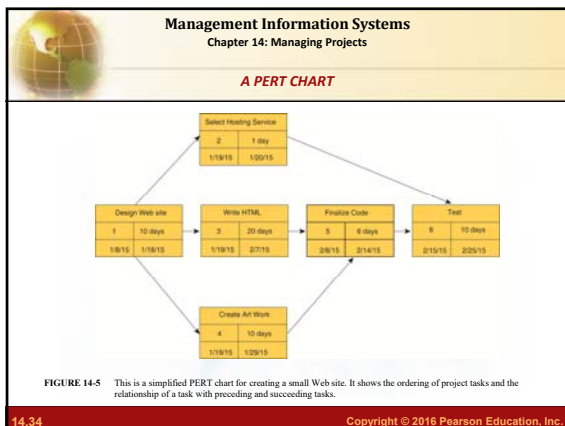 Management Information Systems
Chapter 14: Managing Projects
A PERT CHART
Select Hosting Service
2 1 day
1/19/15 1/20/15
Design Web site
1 10 days
1/8/15 1/18/15
Write HTML
3 20 days
1/19/15 2/7/15
Finalize Code
5 6 days
2/8/15 2/14/15
Test
6 10 days
2/15/15 2/25/15
Create Art Work
4 10 days
1/19/15 1/29/15
FIGURE 14-5 This is a simplified PERT chart for creating a small Web site. It shows the ordering of project tasks and the
relationship of a task with preceding and succeeding tasks.
14.34 Copyright © 2016 Pearson Education, Inc.